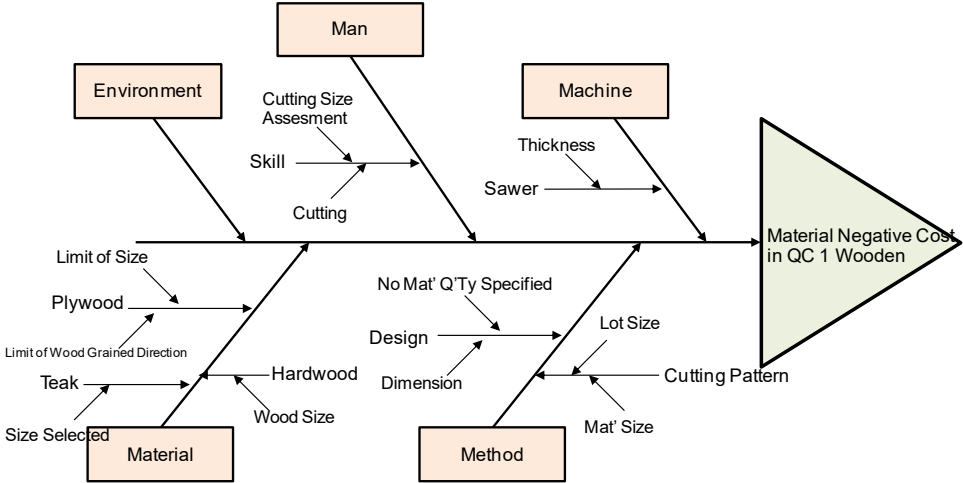 Man
Environment
Machine
Cutting Size
Assesment
Thickness
Skill
Sawer
Cutting
Material Negative Cost
in QC 1 Wooden
Limit of Size
No Mat’ Q’Ty Specified
Plywood
Lot Size
Design
Limit of Wood Grained Direction
Hardwood
Cutting Pattern
Teak
Dimension
Wood Size
Mat’ Size
Size Selected
Material
Method